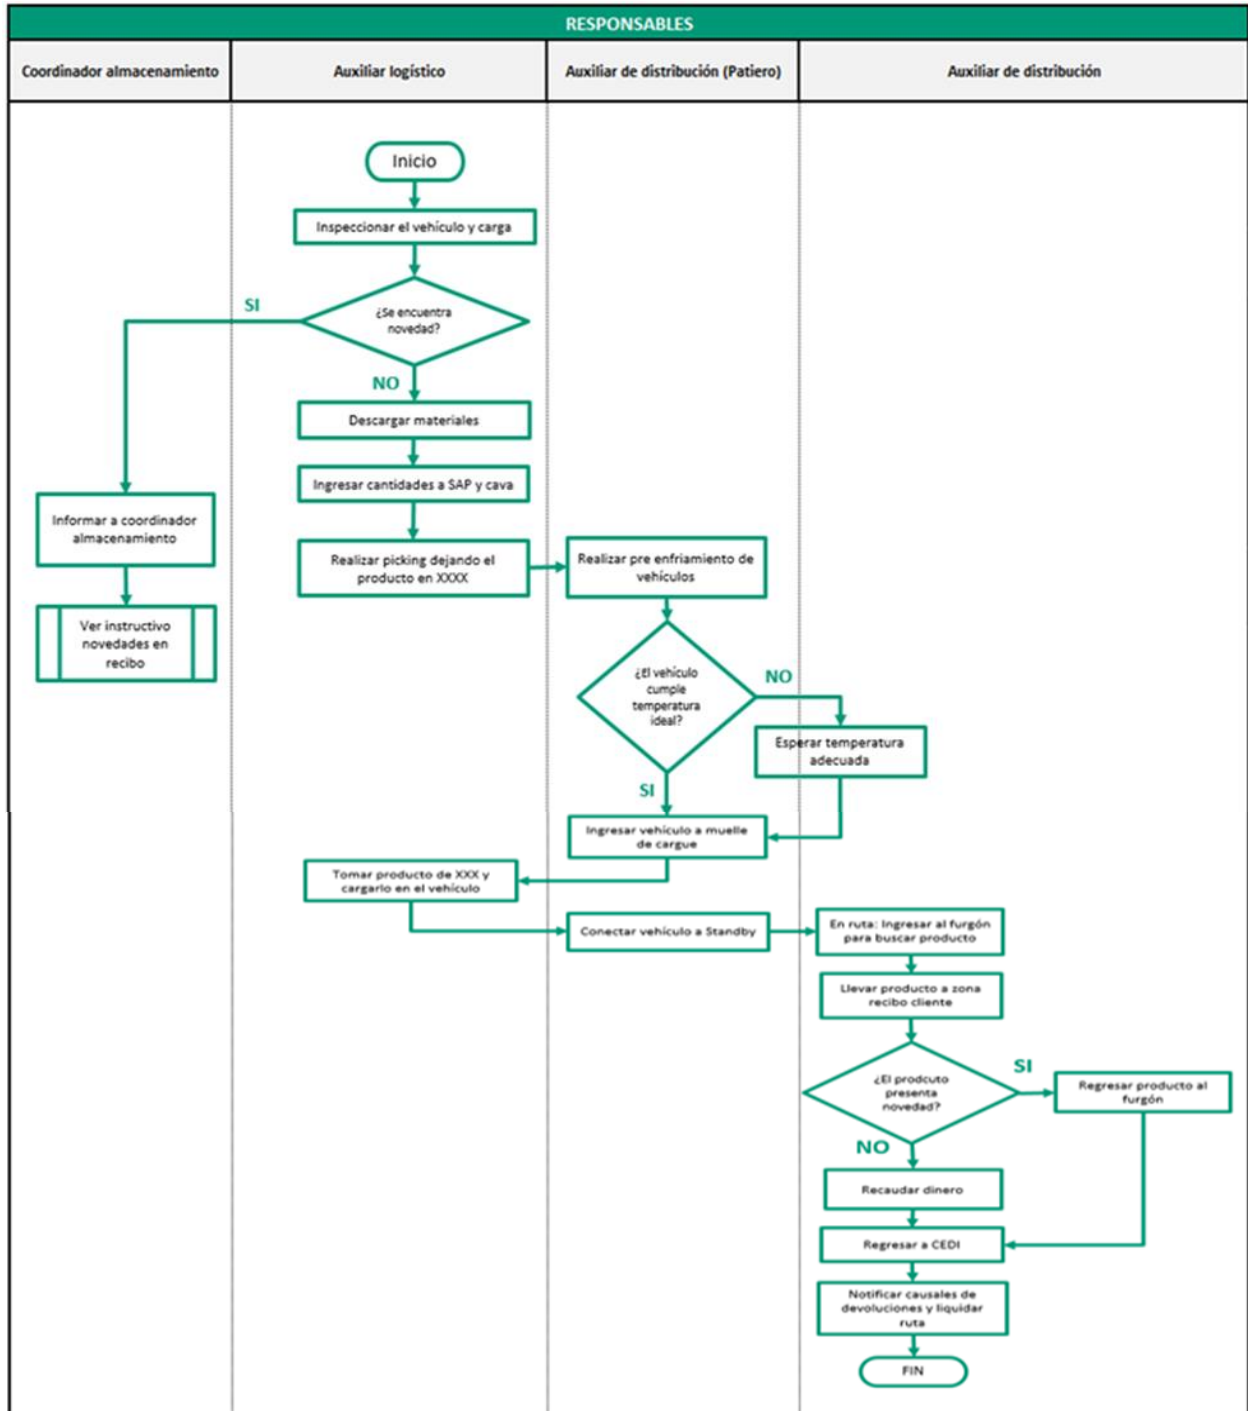 RESPONSABLES
Coordinador almacenamiento
Auxiliar logístico
Auxiliar de distribución (Patiero)
Auxiliar de distribución
Inicio
Inspeccionar el vehículo y carga
SI
¿Se encuentra
novedad?
NO
Descargar materiales
Ingresar cantidades a SAP y cava
Informar a coordinador
almacenamiento
Realizar picking dejando el
producto en XXXX
Realizar pre enfriamiento de
vehículos
Ver instructivo
novedades en
recibo
¿El vehículo
cumple
temperatura
ideal?
NO
Esperar temperatura
adecuada
SI
Ingresar vehículo a muelle
de cargue
Tomar producto de XXX y
cargarlo en el vehículo
Conectar vehículo a Standby
En ruta: Ingresar al furgón
para buscar producto
Llevar producto a zona
recibo cliente
¿El prodcuto
presenta
novedad?
SI
Regresar producto al
furgón
NO
Recaudar dinero
Regresar a CEDI
Notificar causales de
devoluciones y liquidar
ruta
FIN